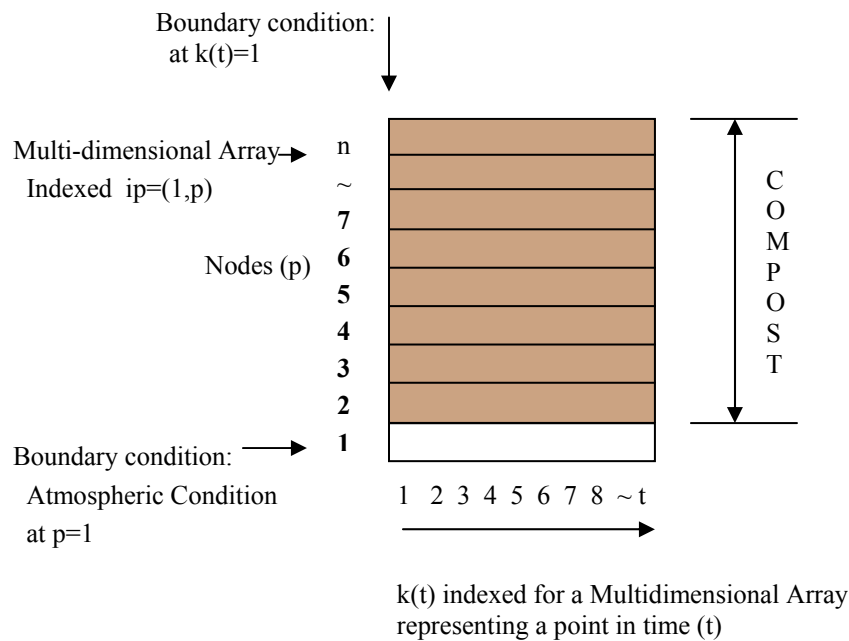 Boundary condition:
at k(t)=1
Multi-dimensional Array
Indexed ip=(1,p)
n
~
7
Nodes (p)
6
5
4
3
2
1
Boundary condition:
Atmospheric Condition
at p=1
C
O
M
P
O
S
T
1 2 3 4 5 6 7 8 ~ t
k(t) indexed for a Multidimensional Array
representing a point in time (t)